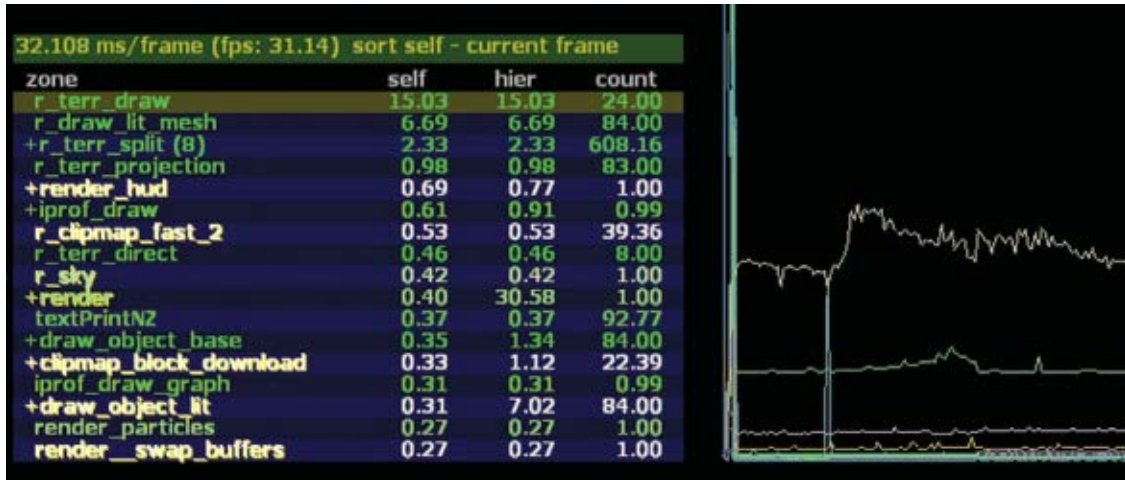 32.108 ms/frame (fps: 31.14) sort self - current frame
zone self hier count
r_terr_draw 15.03 15.03 24.00
r_draw_lit_mesh 6.69 6.69 84.00
+r_terr_split (8) 2.33 2.33 608.16
r_terr_projection 0.98 0.98 83.00
+render_hud 0.69 0.77 1.00
+iprof_draw 0.61 0.91 0.99
r_clipmap_fast_2 0.53 0.53 39.36
r_terr_direct 0.46 0.46 8.00
r_sky 0.42 0.42 1.00
+render 0.40 30.58 1.00
textPrintNZ 0.37 0.37 92.77
+draw_object_base 0.35 1.34 84.00
+clipmap_block_download 0.33 1.12 22.39
iprof_draw_graph 0.31 0.31 0.99
+draw_object_lit 0.31 7.02 84.00
render_particles 0.27 0.27 1.00
render__swap_buffers 0.27 0.27 1.00